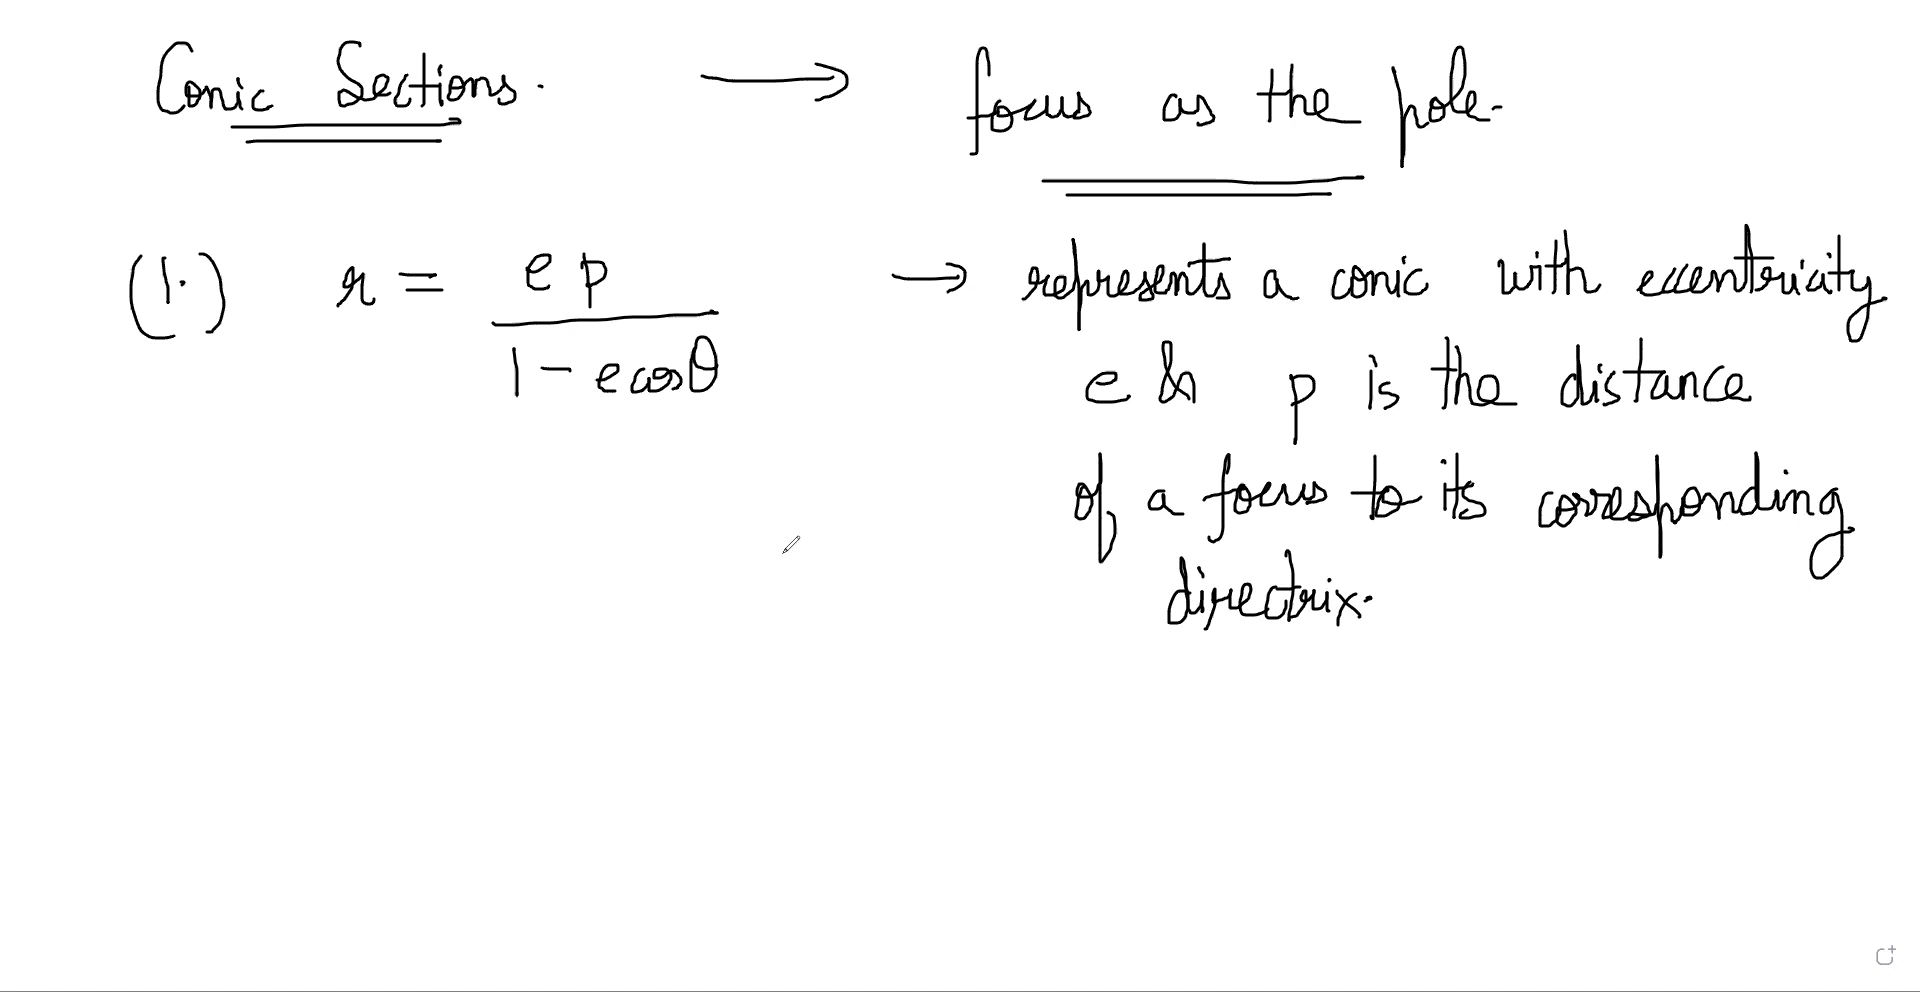 Conic Sections. → focus as the pole.
(1.) r = ep / 1 - e cosθ → represents a conic with eccentricity
e & p is the distance
of a focus to its corresponding
directrix.